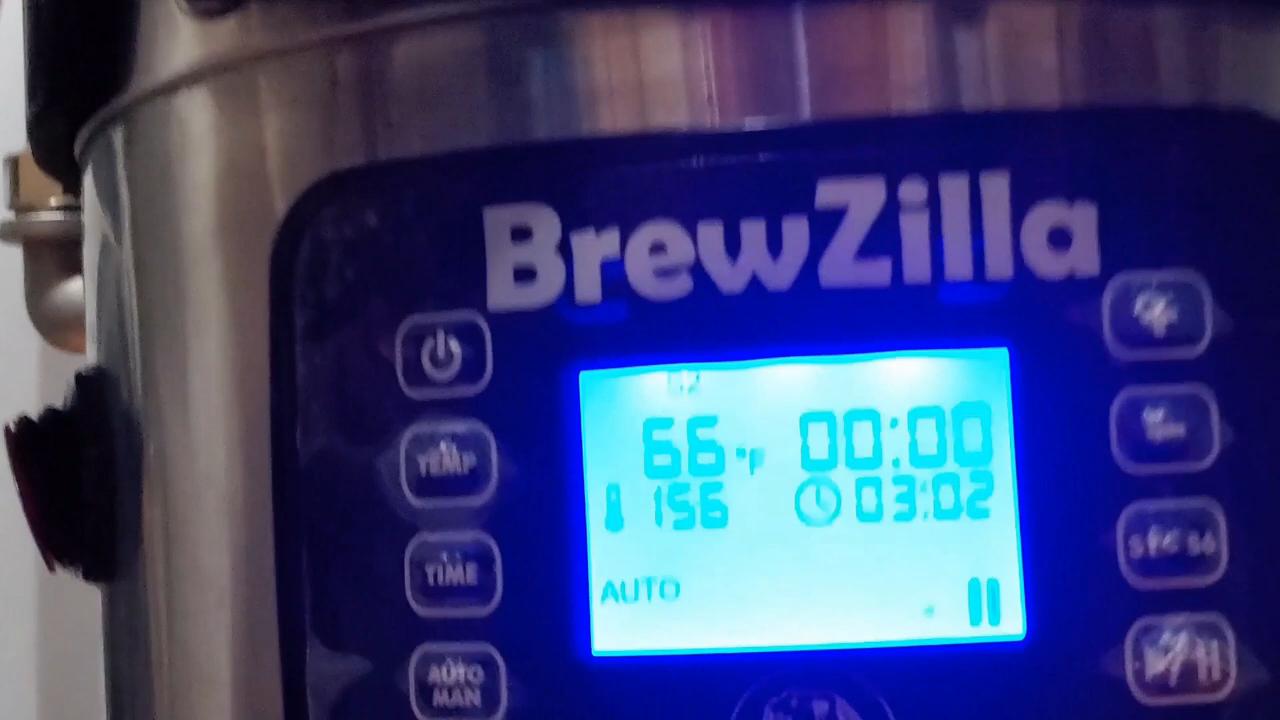 BrewZilla
66 °F 00:00
156 03:02
AUTO
TEMP
TIME
AUTO
MAN